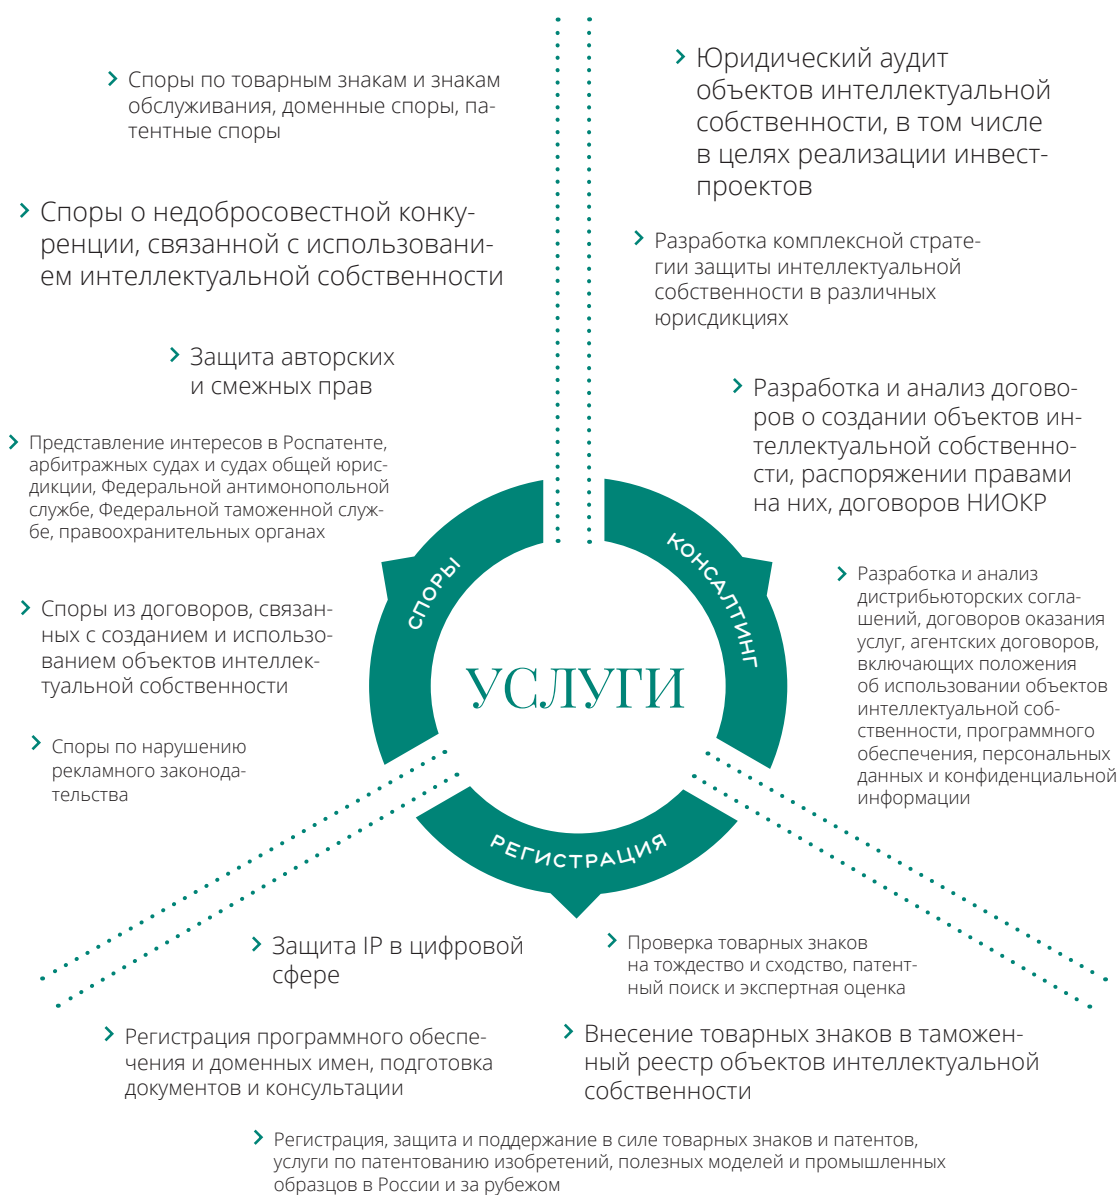 Споры по товарным знакам и знакам
обслуживания, доменные споры, па-
тентные споры
Споры о недобросовестной конку-
ренции, связанной с использовани-
ем интеллектуальной собственности
Защита авторских
и смежных прав
Представление интересов в Роспатенте,
арбитражных судах и судах общей юрис-
дикции, Федеральной антимонопольной
службе, Федеральной таможенной служ-
бе, правоохранительных органах
Споры из договоров, связан-
ных с созданием и использо-
ванием объектов интеллек-
туальной собственности
Споры по нарушению
рекламного законода-
тельства
Юридический аудит
объектов интеллектуальной
собственности, в том числе
в целях реализации инвест-
проектов
Разработка комплексной страте-
гии защиты интеллектуальной
собственности в различных
юрисдикциях
Разработка и анализ догово-
ров о создании объектов ин-
теллектуальной собственно-
сти, распоряжении правами
на них, договоров НИОКР
Разработка и анализ
дистрибьюторских согла-
шений, договоров оказания
услуг, агентских договоров,
включающих положения
об использовании объектов
интеллектуальной соб-
ственности, программного
обеспечения, персональных
данных и конфиденциальной
информации
СПОРЫ
КОНСАЛТИНГ
УСЛУГИ
РЕГИСТРАЦИЯ
Защита IP в цифровой
сфере
Проверка товарных знаков
на тождество и сходство, патент-
ный поиск и экспертная оценка
Регистрация программного обеспе-
чения и доменных имен, подготовка
документов и консультации
Внесение товарных знаков в таможен-
ный реестр объектов интеллектуальной
собственности
Регистрация, защита и поддержание в силе товарных знаков и патентов,
услуги по патентованию изобретений, полезных моделей и промышленных
образцов в России и за рубежом